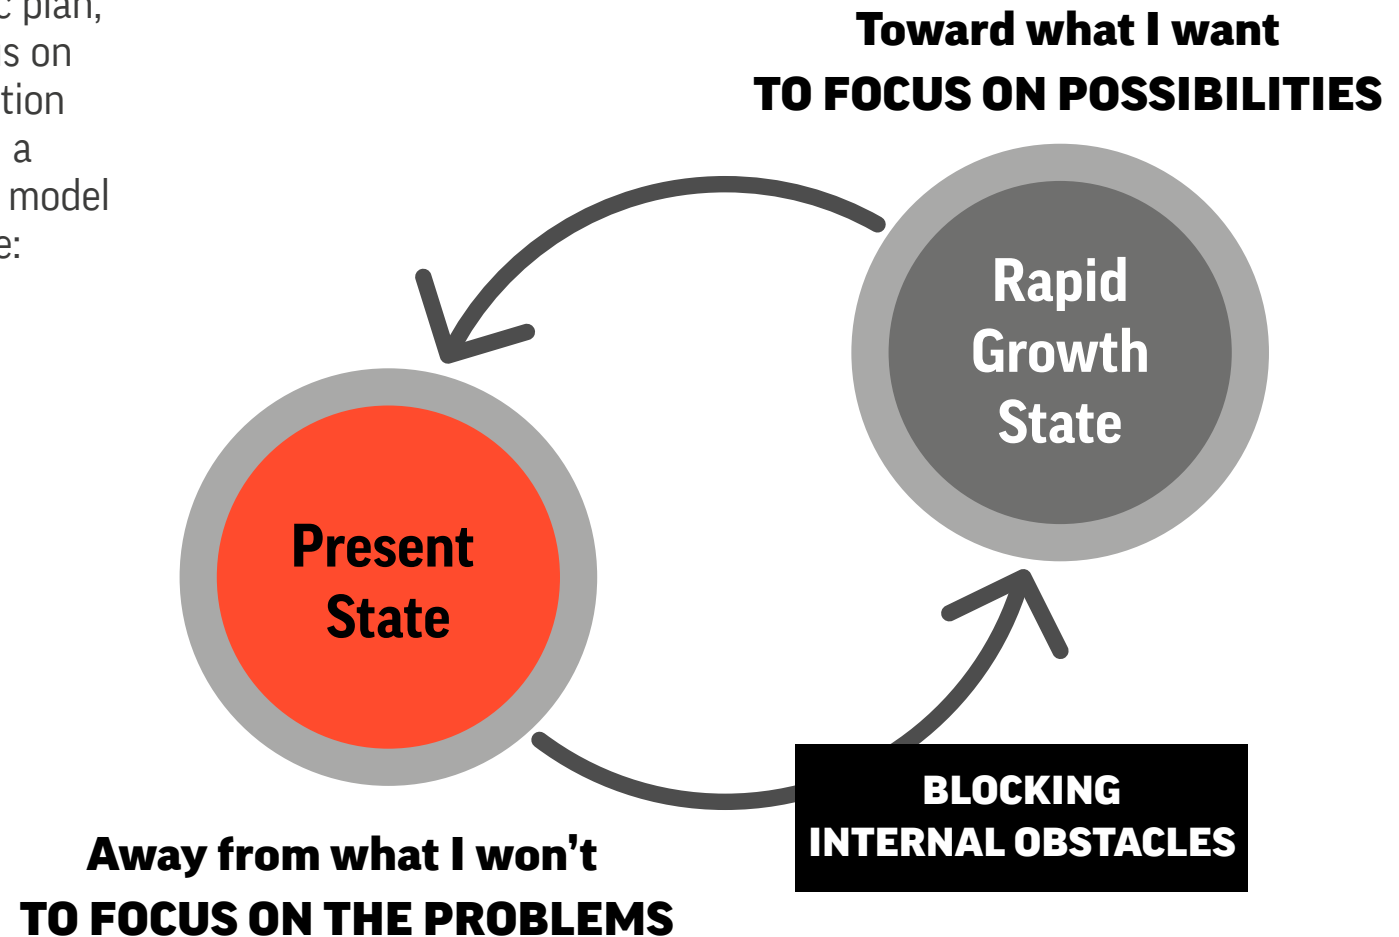 plan,
on
a
model
Toward what I want
TO FOCUS ON POSSIBILITIES
Rapid
Growth
State
Present
State
BLOCKING
INTERNAL OBSTACLES
Away from what I won’t
TO FOCUS ON THE PROBLEMS